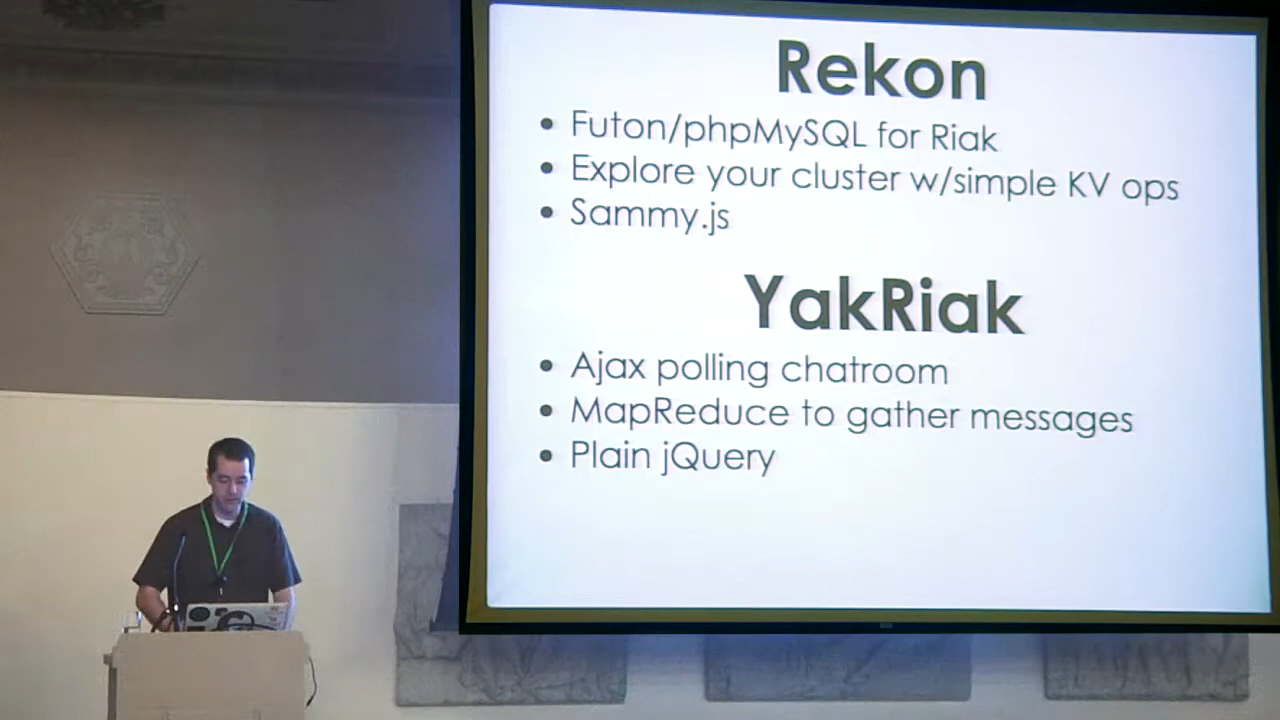 Rekon
• Futon/phpMySQL for Riak
• Explore your cluster w/simple KV ops
• Sammy.js
YakRiak
• Ajax polling chatroom
• MapReduce to gather messages
• Plain jQuery